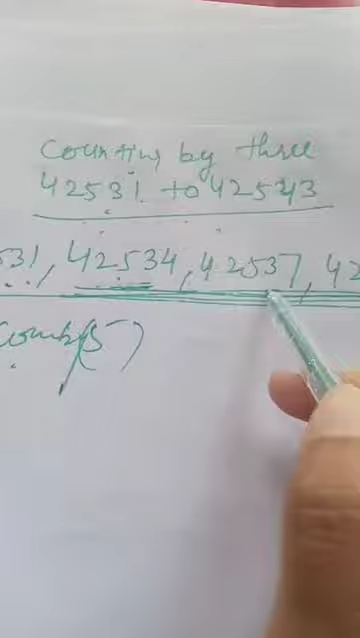 Counting by three
42531 to 42543
531, 42534, 42537, 42
Count(5)